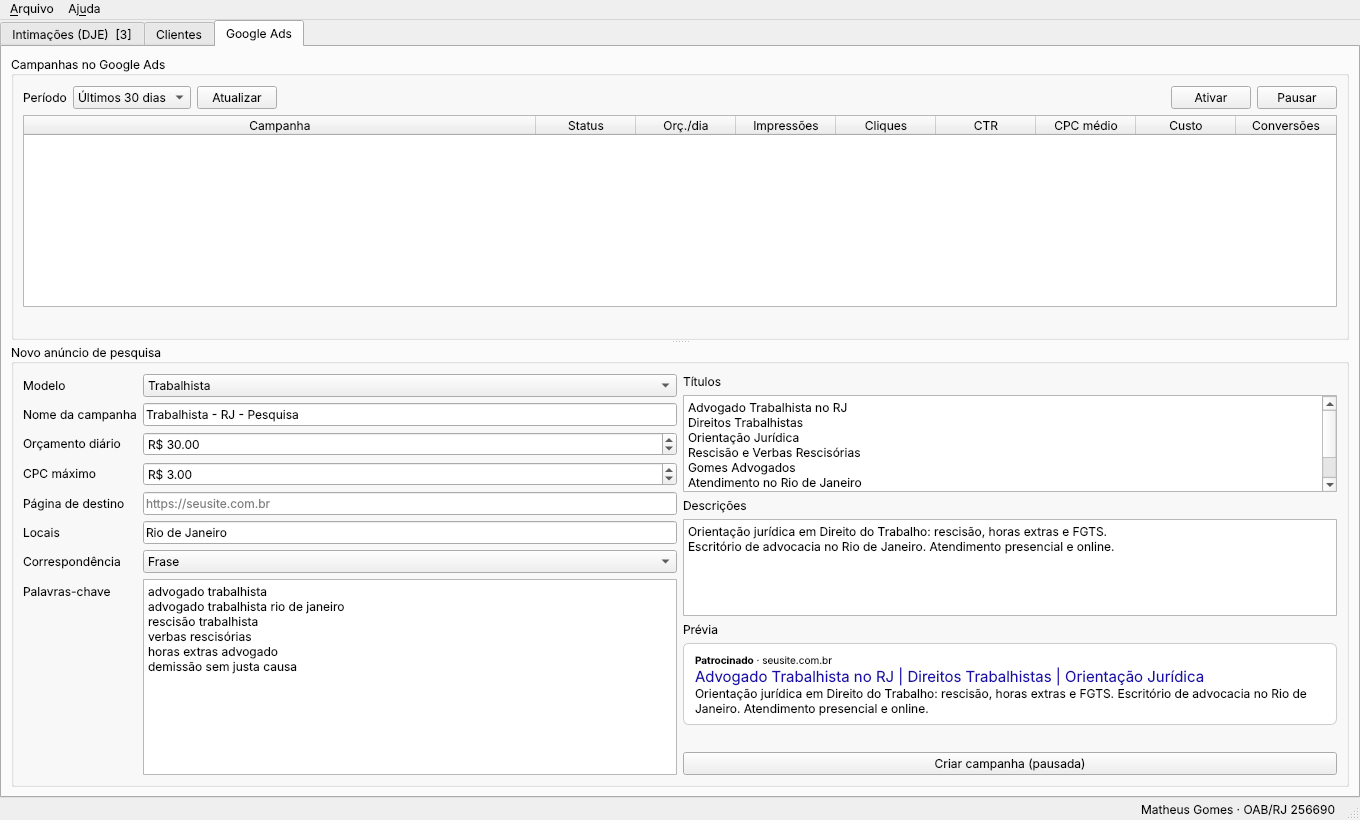 Arquivo Ajuda
Intimações (DJE) [3] Clientes Google Ads
Campanhas no Google Ads
Período Últimos 30 dias Atualizar Ativar Pausar
Campanha Status Orç./dia Impressões Cliques CTR CPC médio Custo Conversões
Novo anúncio de pesquisa
Modelo Trabalhista
Nome da campanha Trabalhista - RJ - Pesquisa
Orçamento diário R$ 30.00
CPC máximo R$ 3.00
Página de destino https://seusite.com.br
Locais Rio de Janeiro
Correspondência Frase
Palavras-chave advogado trabalhista
advogado trabalhista rio de janeiro
rescisão trabalhista
verbas rescisórias
horas extras advogado
demissão sem justa causa
Títulos
Advogado Trabalhista no RJ
Direitos Trabalhistas
Orientação Jurídica
Rescisão e Verbas Rescisórias
Gomes Advogados
Atendimento no Rio de Janeiro
Descrições
Orientação jurídica em Direito do Trabalho: rescisão, horas extras e FGTS.
Escritório de advocacia no Rio de Janeiro. Atendimento presencial e online.
Prévia
Patrocinado · seusite.com.br
Advogado Trabalhista no RJ | Direitos Trabalhistas | Orientação Jurídica
Orientação jurídica em Direito do Trabalho: rescisão, horas extras e FGTS. Escritório de advocacia no Rio de
Janeiro. Atendimento presencial e online.
Criar campanha (pausada)
Matheus Gomes · OAB/RJ 256690